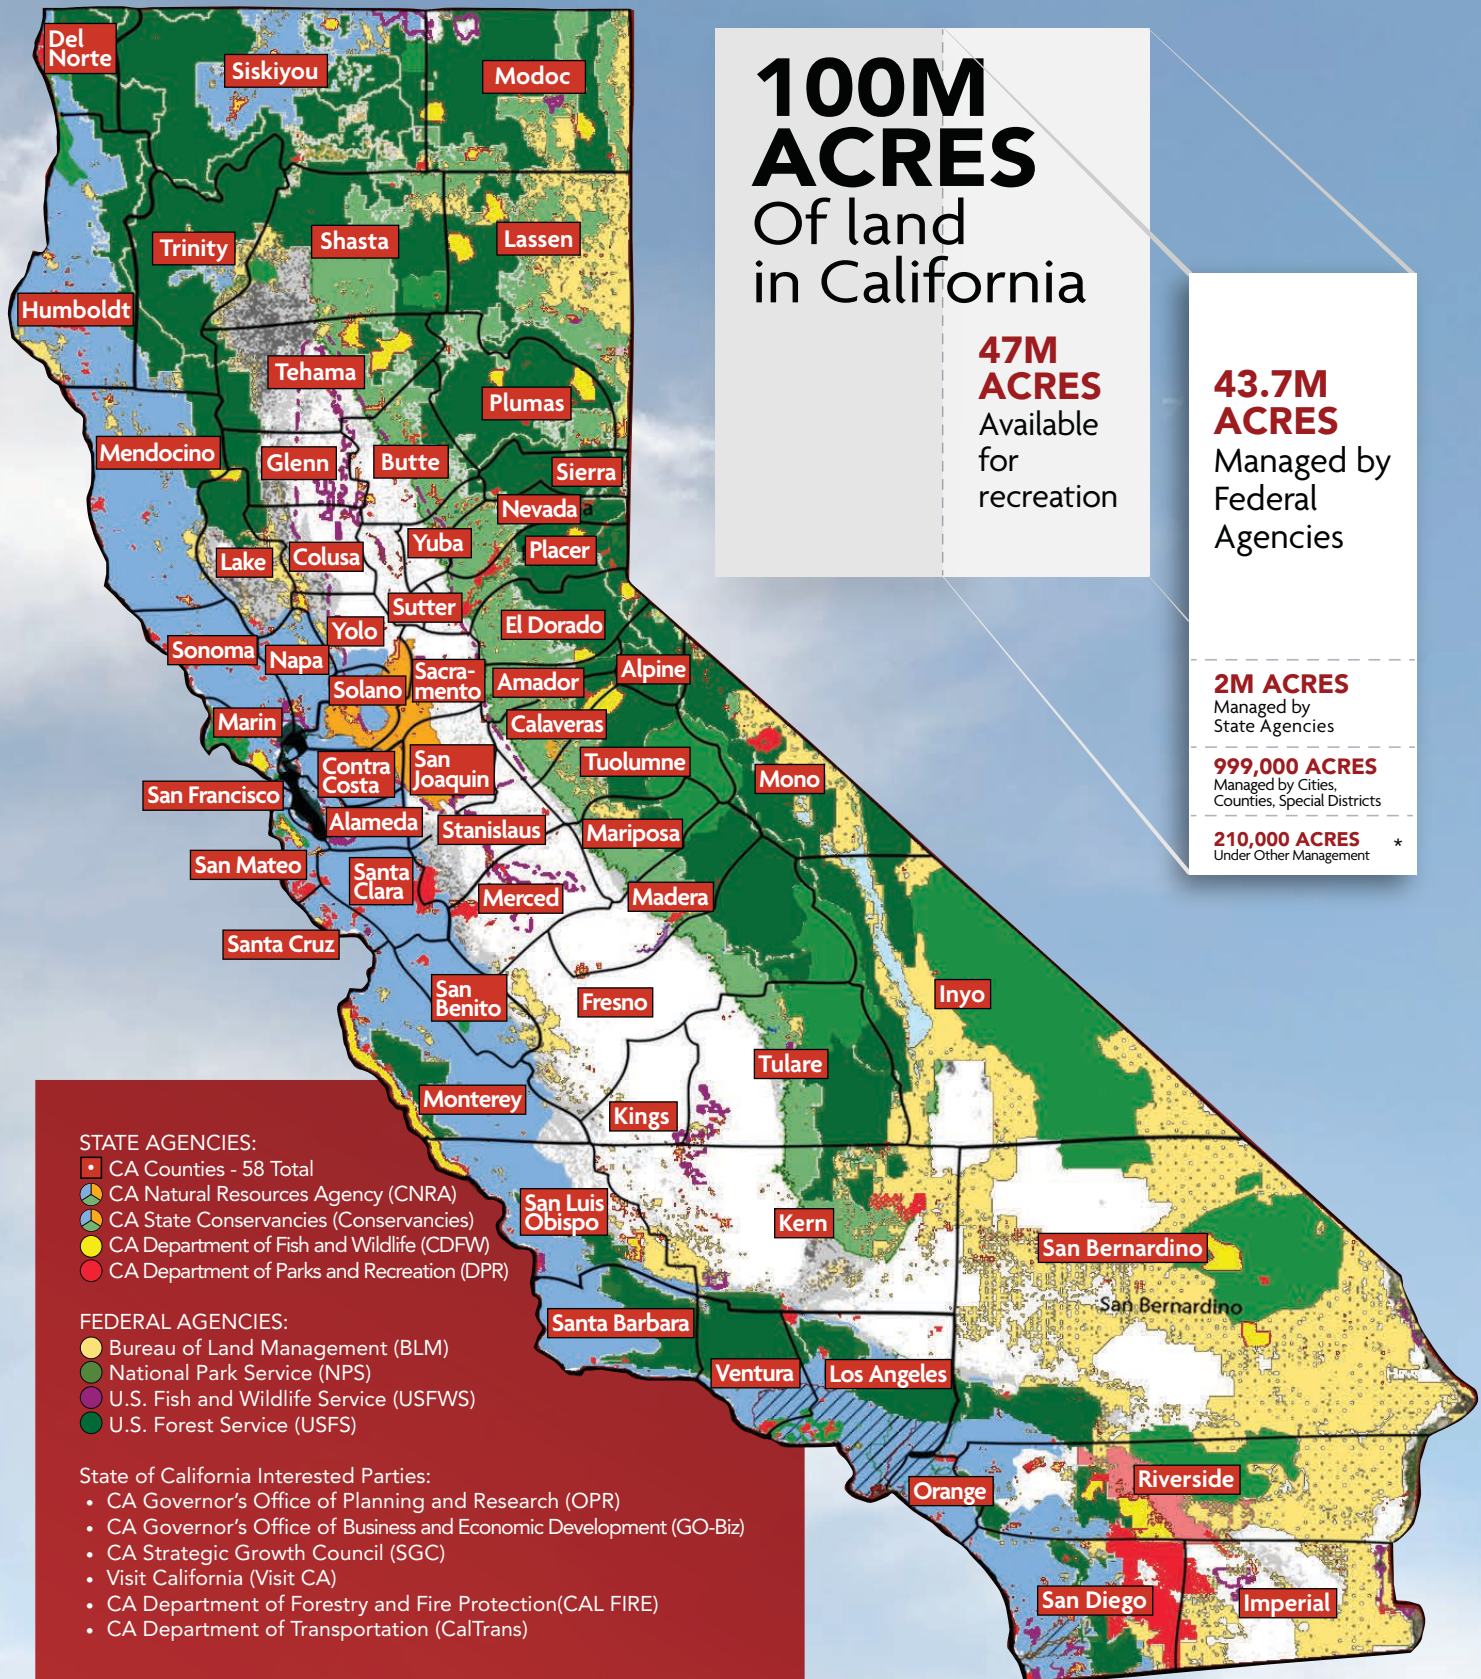 Del
Norte
Siskiyou
Modoc
100M
ACRES
Of land
in California
47M
ACRES
Available
for
recreation
43.7M
ACRES
Managed by
Federal
Agencies
2M ACRES
Managed by
State Agencies
999,000 ACRES
Managed by Cities,
Counties, Special Districts
210,000 ACRES *
Under Other Management
Trinity
Shasta
Lassen
Humboldt
Tehama
Plumas
Mendocino
Glenn
Butte
Sierra
Nevada
Lake
Colusa
Yuba
Placer
Sutter
Yolo
El Dorado
Sonoma
Napa
Solano
Sacra-
mento
Amador
Alpine
Marin
Calaveras
Contra
Costa
San
Joaquin
Tuolumne
Mono
San Francisco
Alameda
Stanislaus
Mariposa
San Mateo
Santa
Clara
Merced
Madera
Santa Cruz
San
Benito
Fresno
Inyo
Tulare
Monterey
Kings
San Luis
Obispo
Kern
San Bernardino
San Bernardino
Santa Barbara
Ventura
Los Angeles
Orange
Riverside
San Diego
Imperial
STATE AGENCIES:
CA Counties - 58 Total
CA Natural Resources Agency (CNRA)
CA State Conservancies (Conservancies)
CA Department of Fish and Wildlife (CDFW)
CA Department of Parks and Recreation (DPR)
FEDERAL AGENCIES:
Bureau of Land Management (BLM)
National Park Service (NPS)
U.S. Fish and Wildlife Service (USFWS)
U.S. Forest Service (USFS)
State of California Interested Parties:
• CA Governor's Office of Planning and Research (OPR)
• CA Governor's Office of Business and Economic Development (GO-Biz)
• CA Strategic Growth Council (SGC)
• Visit California (Visit CA)
• CA Department of Forestry and Fire Protection(CAL FIRE)
• CA Department of Transportation (CalTrans)